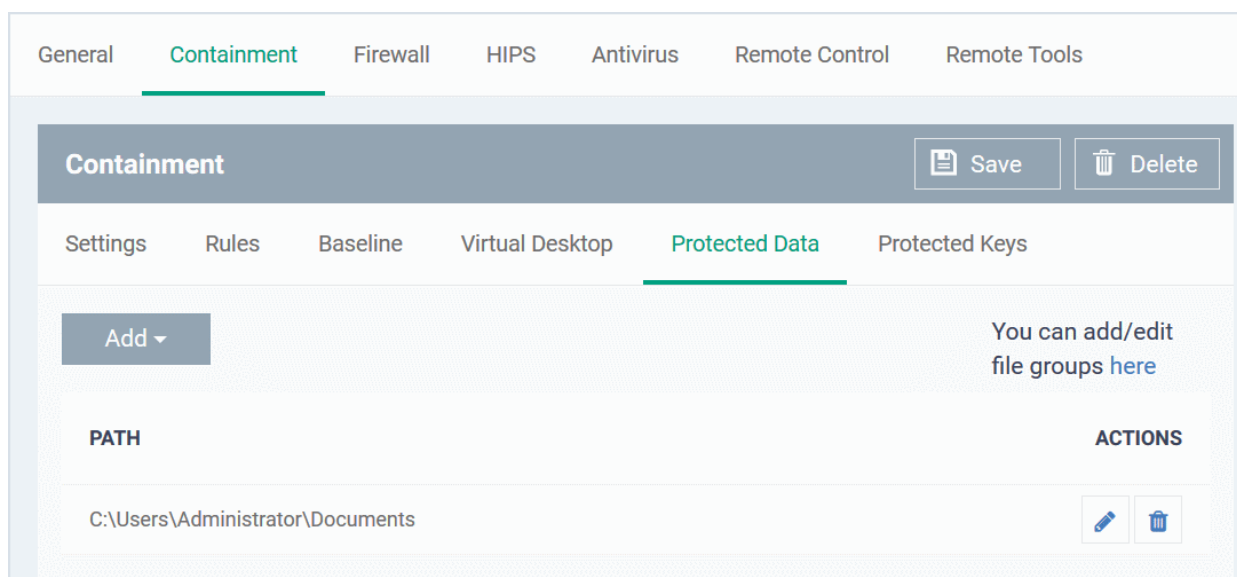 General Containment Firewall HIPS Antivirus Remote Control Remote Tools
Containment Save Delete
Settings Rules Baseline Virtual Desktop Protected Data Protected Keys
Add
You can add/edit
file groups here
PATH ACTIONS
C:\Users\Administrator\Documents